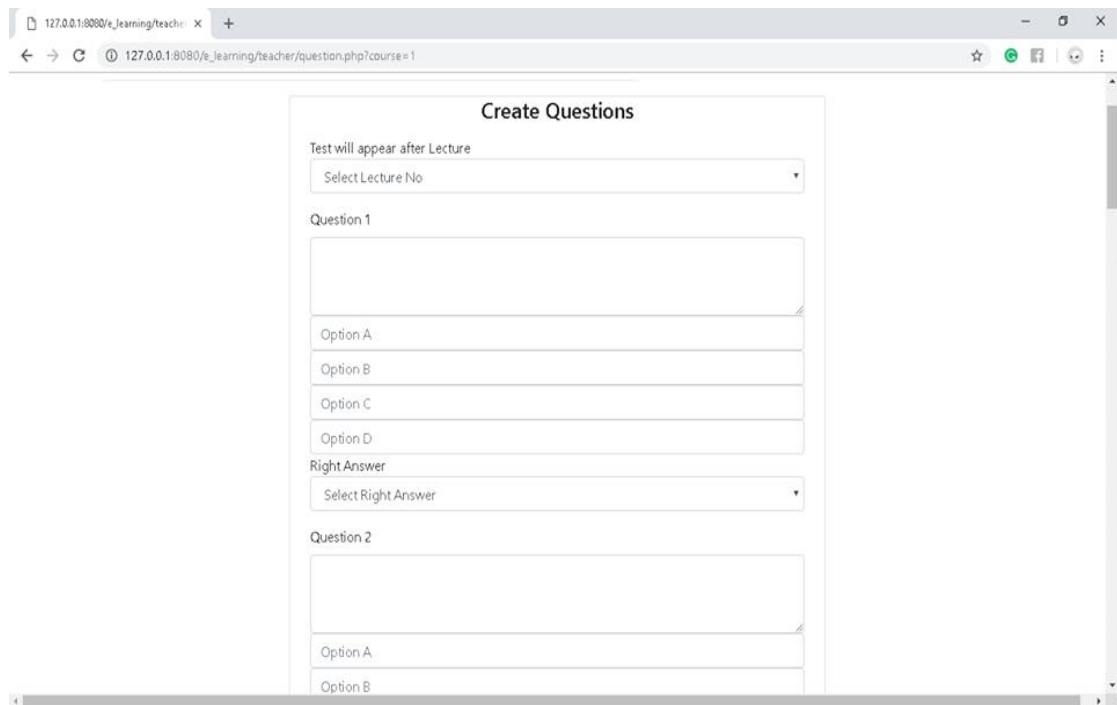 127.0.0.1:8080/e_learning/teache
127.0.0.1:8080/e_learning/teacher/question.php?course=1
Create Questions
Test will appear after Lecture
Select Lecture No
Question 1
Option A
Option B
Option C
Option D
Right Answer
Select Right Answer
Question 2
Option A
Option B